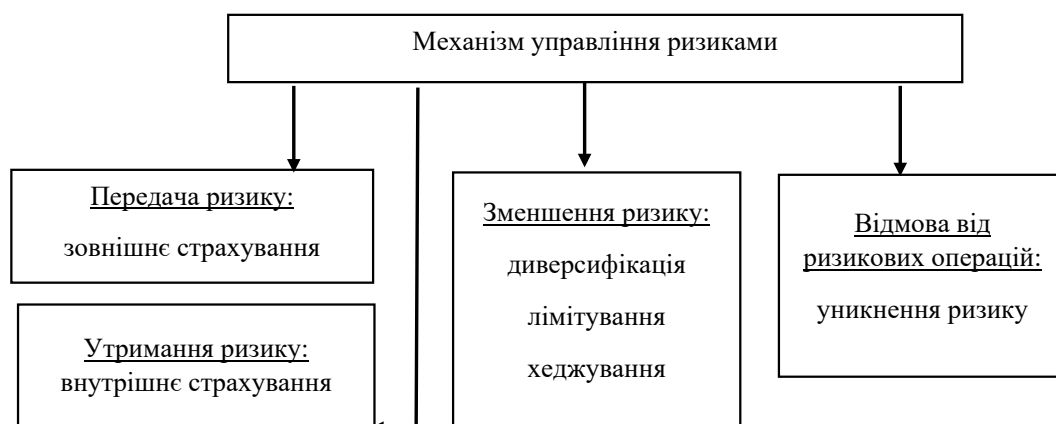 Механізм управління ризиками
Передача ризику:
зовнішнє страхування
Утримання ризику:
внутрішнє страхування
Зменшення ризику:
диверсифікація
лімітування
хеджування
Відмова від
ризикових операцій:
уникнення ризику